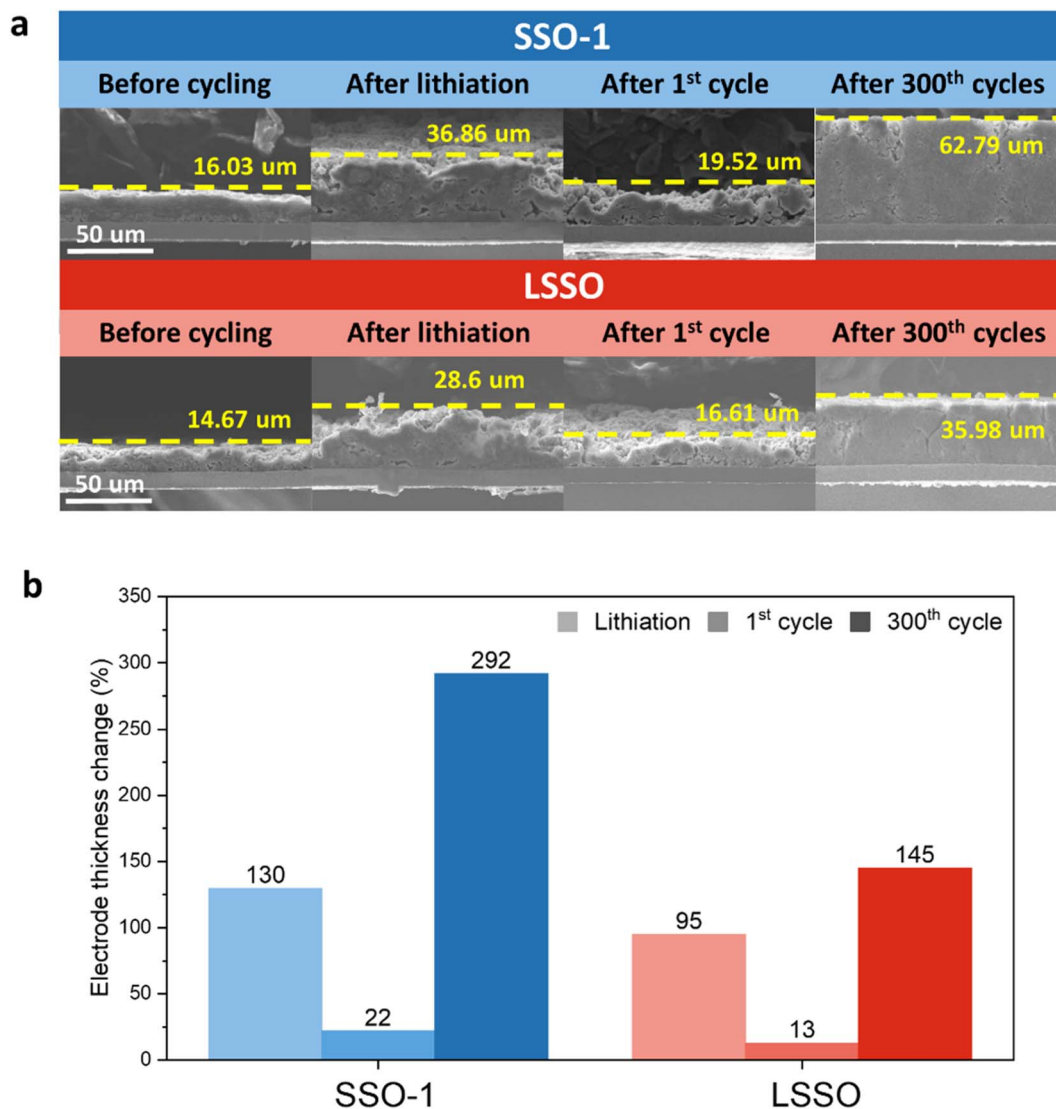 a
SSO-1
Before cycling After lithiation After 1st cycle After 300th cycles
16.03 um 36.86 um 19.52 um 62.79 um
50 um
LSSO
Before cycling After lithiation After 1st cycle After 300th cycles
14.67 um 28.6 um 16.61 um 35.98 um
50 um
b
Electrode thickness change (%)
350
300
250
200
150
100
50
0
Lithiation 1st cycle 300th cycle
130
22
292
95
13
145
SSO-1 LSSO